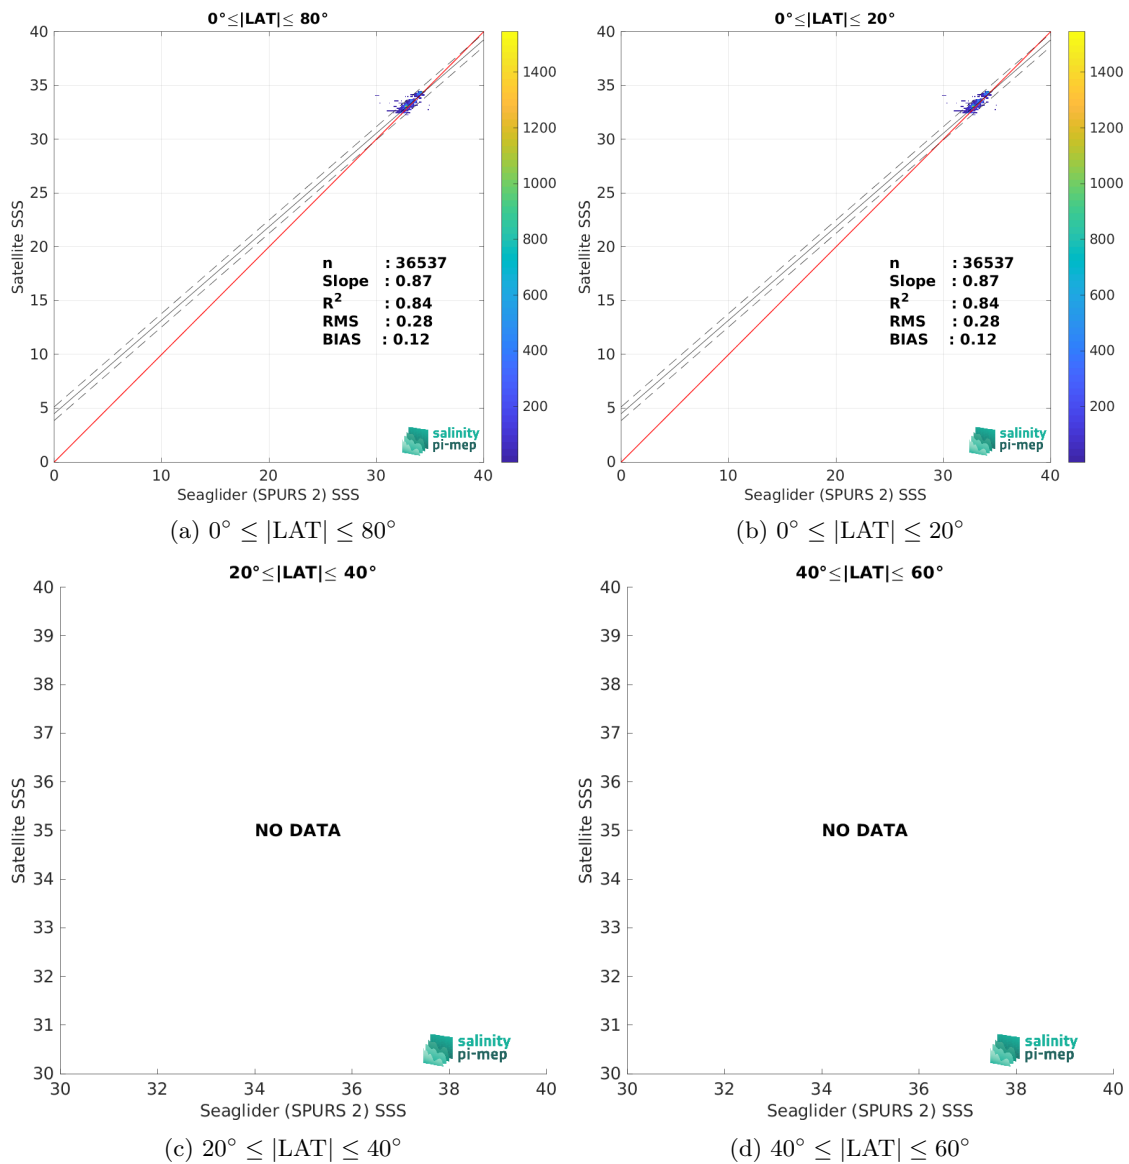 0°≤|LAT|≤ 80°
40
35
30
25
20
15
10
5
0
Satellite SSS
0
10
20
30
40
Seaglider (SPURS 2) SSS
1400
1200
1000
800
600
400
200
n : 36537
Slope : 0.87
R² : 0.84
RMS : 0.28
BIAS : 0.12
salinity
pi-mep
(a) 0° ≤ |LAT| ≤ 80°
0°≤|LAT|≤ 20°
40
35
30
25
20
15
10
5
0
Satellite SSS
0
10
20
30
40
Seaglider (SPURS 2) SSS
1400
1200
1000
800
600
400
200
n : 36537
Slope : 0.87
R² : 0.84
RMS : 0.28
BIAS : 0.12
salinity
pi-mep
(b) 0° ≤ |LAT| ≤ 20°
20°≤|LAT|≤ 40°
40
39
38
37
36
35
34
33
32
31
30
Satellite SSS
NO DATA
salinity
pi-mep
30
32
34
36
38
40
Seaglider (SPURS 2) SSS
(c) 20° ≤ |LAT| ≤ 40°
40°≤|LAT|≤ 60°
40
39
38
37
36
35
34
33
32
31
30
Satellite SSS
NO DATA
salinity
pi-mep
30
32
34
36
38
40
Seaglider (SPURS 2) SSS
(d) 40° ≤ |LAT| ≤ 60°